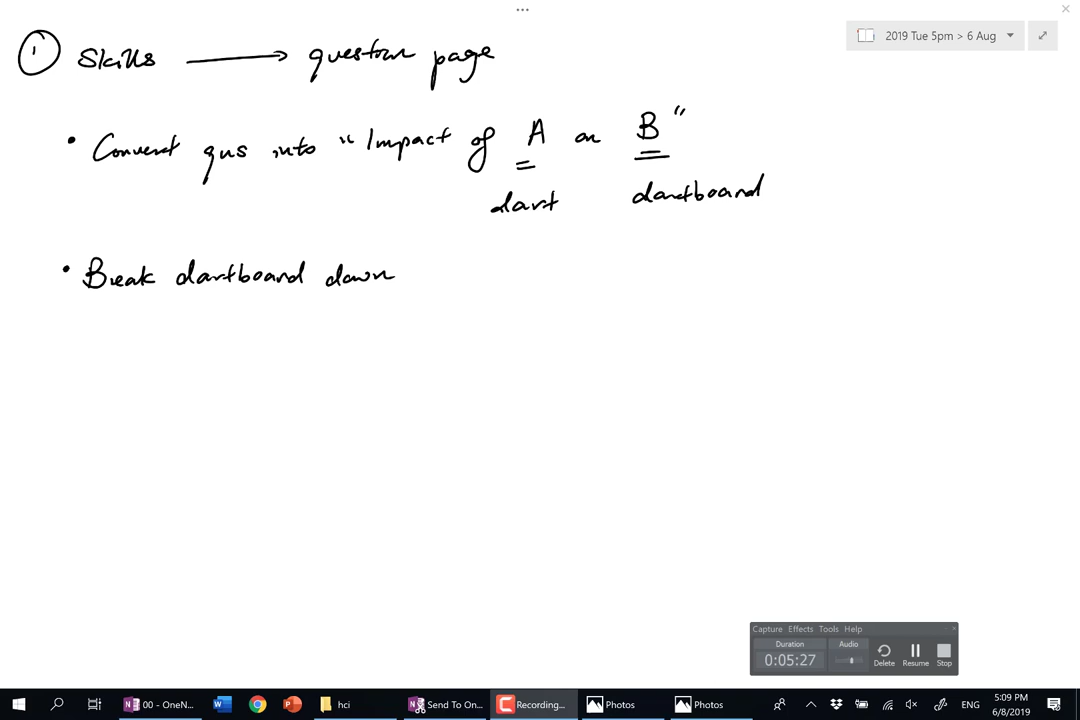 2019 Tue 5pm > 6 Aug
1 Skills → question page
• Convert qus into "Impact of A on B"
dart dartboard
• Break dartboard down
Capture Effects Tools Help
Duration Audio
0:05:27 Delete Resume Stop
00 - OneN... hci Send To On... Recording... Photos Photos ENG 5:09 PM
6/8/2019